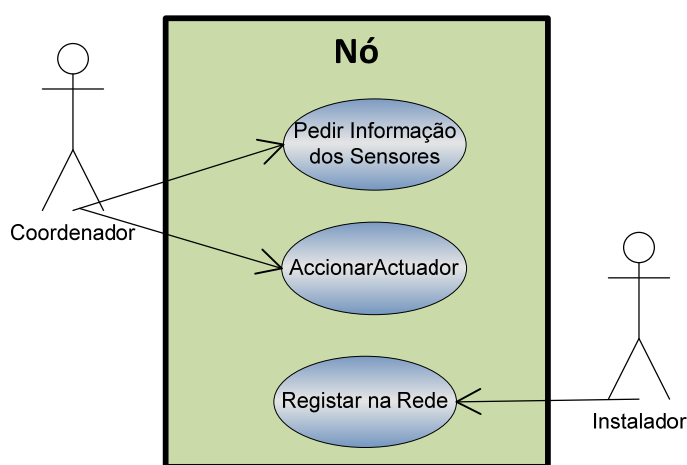 Nó
Pedir Informação
dos Sensores
Coordenador
AccionarActuador
Registar na Rede
Instalador